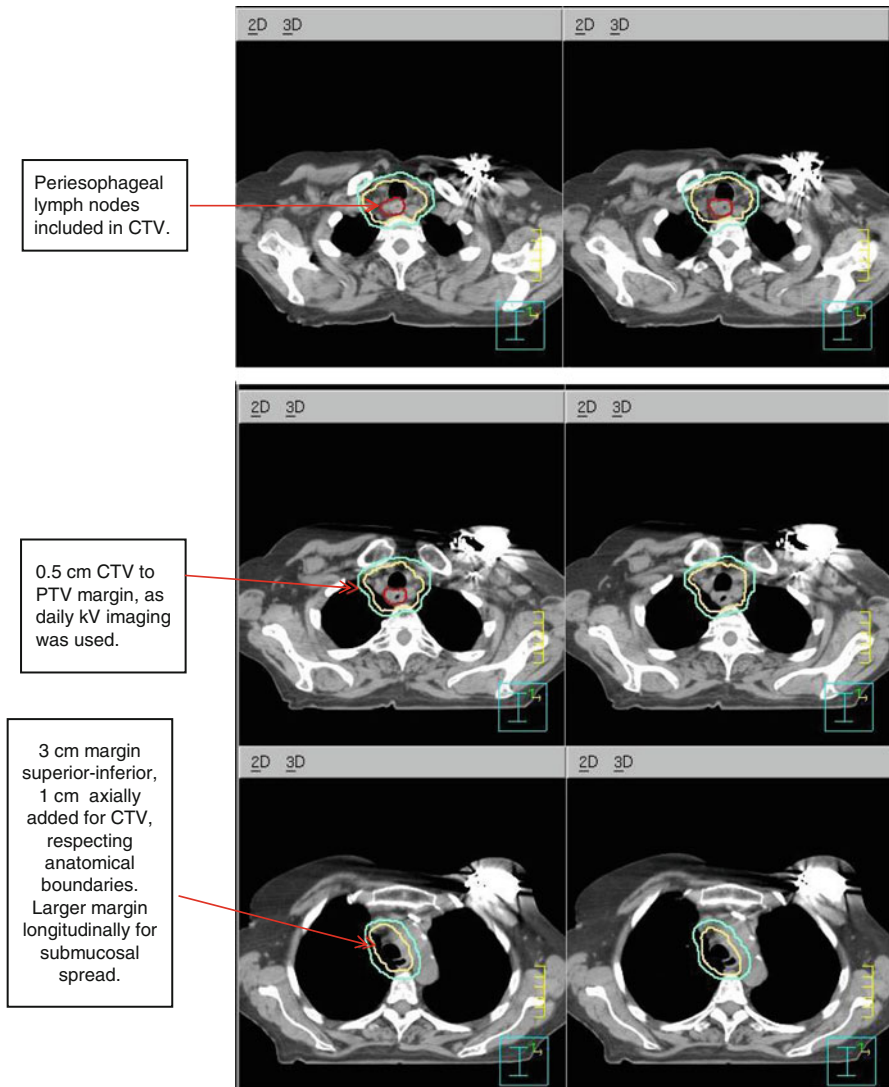 2D 3D
2D 3D
Periesophageal
lymph nodes
included in CTV.
2D 3D
2D 3D
0.5 cm CTV to
PTV margin, as
daily kV imaging
was used.
2D 3D
2D 3D
3 cm margin
superior-inferior,
1 cm axially
added for CTV,
respecting
anatomical
boundaries.
Larger margin
longitudinally for
submucosal
spread.